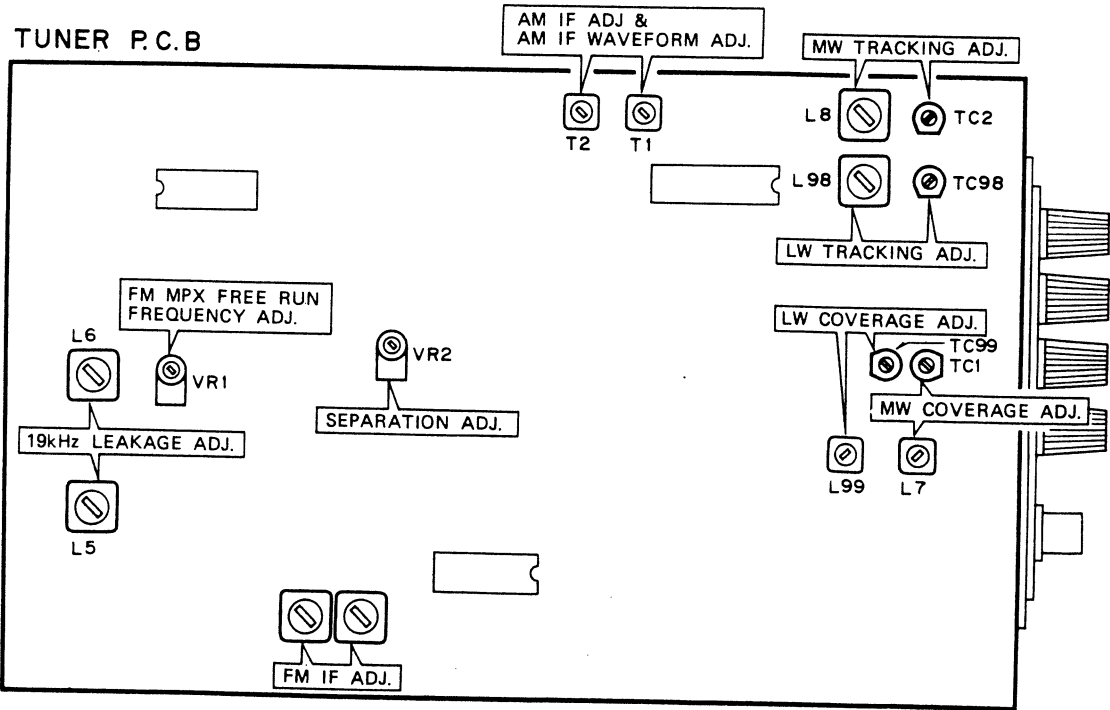 TUNER P.C.B
AM IF ADJ &
AM IF WAVEFORM ADJ.
MW TRACKING ADJ.
T2
T1
L8
TC2
L98
TC98
LW TRACKING ADJ.
FM MPX FREE RUN
FREQUENCY ADJ.
L6
VR1
VR2
LW COVERAGE ADJ.
TC99
TC1
SEPARATION ADJ.
MW COVERAGE ADJ.
19kHz LEAKAGE ADJ.
L99
L7
L5
FM IF ADJ.